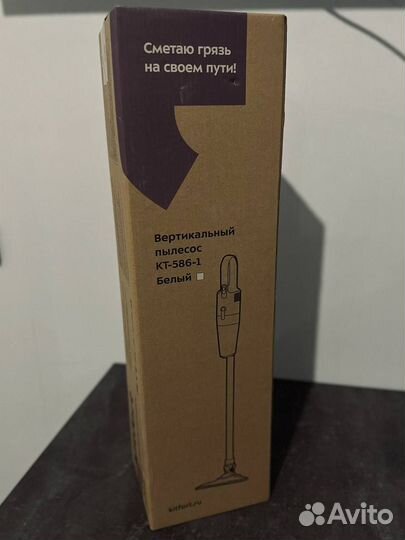 Сметаю грязь
на своем пути!
Вертикальный
пылесос
КТ-586-1
Белый
kitfort.ru
Avito